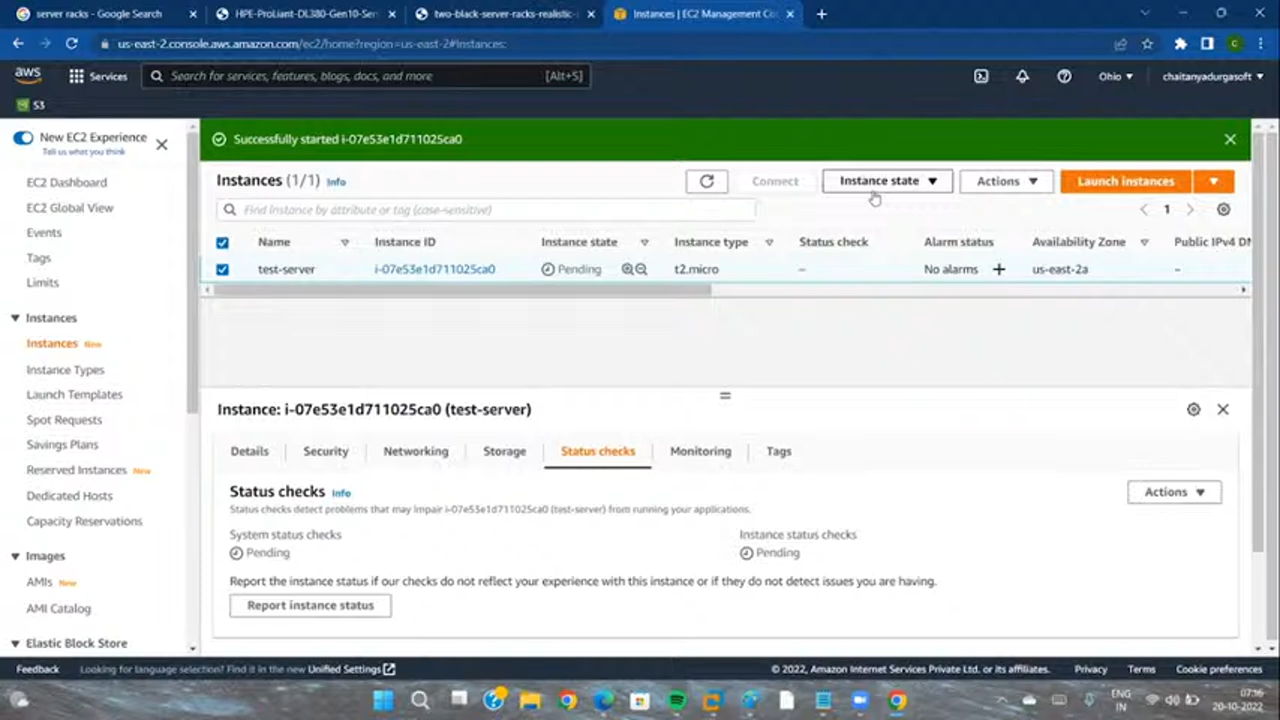 server racks - Google Search
HPE-ProLiant-DL380-Gen10-Ser
two-black-server-racks-realistic-
Instances | EC2 Management Co
us-east-2.console.aws.amazon.com/ec2/home?region=us-east-2#Instances:
aws
Services
Search for services, features, blogs, docs, and more
[Alt+S]
Ohio
chaitanyadurgasoft
S3
New EC2 Experience
Tell us what you think
Successfully started i-07e53e1d711025ca0
EC2 Dashboard
EC2 Global View
Events
Tags
Limits
Instances
Instances New
Instance Types
Launch Templates
Spot Requests
Savings Plans
Reserved Instances New
Dedicated Hosts
Capacity Reservations
Images
AMIs New
AMI Catalog
Elastic Block Store
Instances (1/1) Info
Connect
Instance state
Actions
Launch instances
Find instance by attribute or tag (case-sensitive)
1
Name Instance ID Instance state Instance type Status check Alarm status Availability Zone Public IPv4 DN
test-server i-07e53e1d711025ca0 Pending t2.micro – No alarms + us-east-2a –
Instance: i-07e53e1d711025ca0 (test-server)
Details Security Networking Storage Status checks Monitoring Tags
Status checks Info
Actions
Status checks detect problems that may impair i-07e53e1d711025ca0 (test-server) from running your applications.
System status checks
Pending
Instance status checks
Pending
Report the instance status if our checks do not reflect your experience with this instance or if they do not detect issues you are having.
Report instance status
Feedback Looking for language selection? Find it in the new Unified Settings
© 2022, Amazon Internet Services Private Ltd. or its affiliates. Privacy Terms Cookie preferences
ENG
IN
07:16
20-10-2022